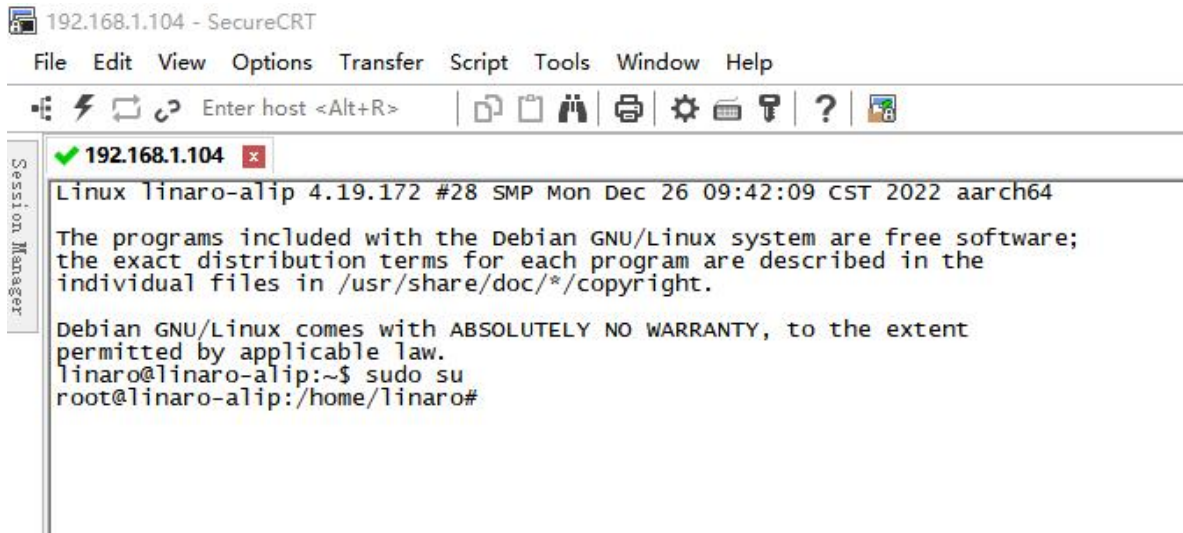 192.168.1.104 - SecureCRT
File Edit View Options Transfer Script Tools Window Help
Enter host <Alt+R>
Session Manager
192.168.1.104
Linux linaro-alip 4.19.172 #28 SMP Mon Dec 26 09:42:09 CST 2022 aarch64
The programs included with the Debian GNU/Linux system are free software;
the exact distribution terms for each program are described in the
individual files in /usr/share/doc/*/copyright.
Debian GNU/Linux comes with ABSOLUTELY NO WARRANTY, to the extent
permitted by applicable law.
linaro@linaro-alip:~$ sudo su
root@linaro-alip:/home/linaro#